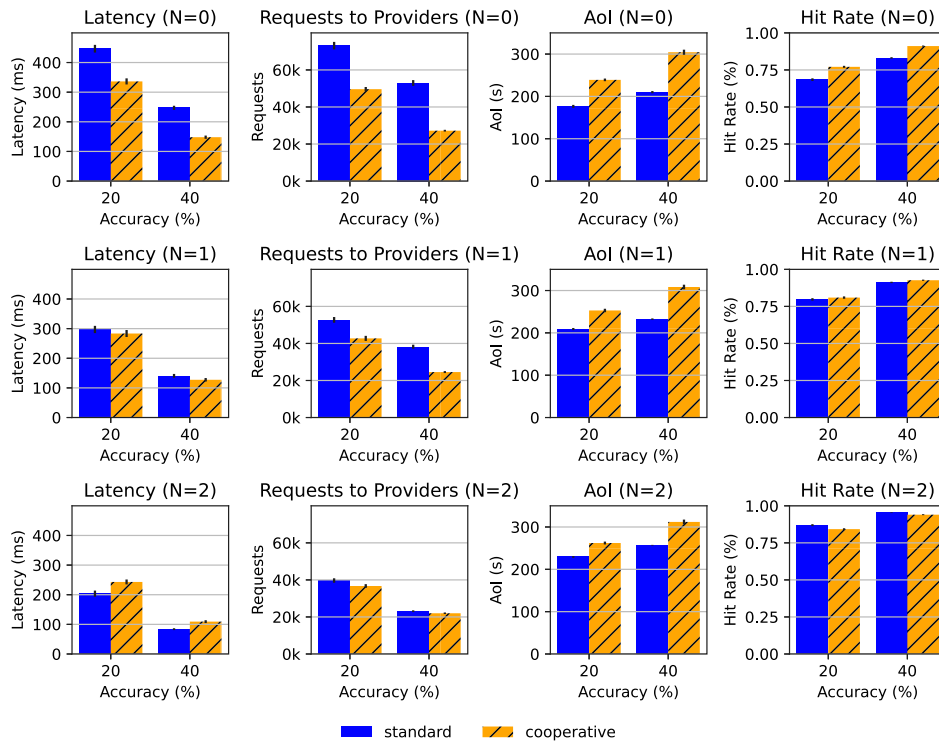 Latency (N=0)
Requests to Providers (N=0)
AoI (N=0)
Hit Rate (N=0)
Latency (ms)
400
300
200
100
0
20
40
Accuracy (%)
Requests
60k
40k
20k
0k
20
40
Accuracy (%)
AoI (s)
300
200
100
0
20
40
Accuracy (%)
Hit Rate (%)
1.00
0.75
0.50
0.25
0.00
20
40
Accuracy (%)
Latency (N=1)
Requests to Providers (N=1)
AoI (N=1)
Hit Rate (N=1)
Latency (ms)
400
300
200
100
0
20
40
Accuracy (%)
Requests
60k
40k
20k
0k
20
40
Accuracy (%)
AoI (s)
300
200
100
0
20
40
Accuracy (%)
Hit Rate (%)
1.00
0.75
0.50
0.25
0.00
20
40
Accuracy (%)
Latency (N=2)
Requests to Providers (N=2)
AoI (N=2)
Hit Rate (N=2)
Latency (ms)
400
300
200
100
0
20
40
Accuracy (%)
Requests
60k
40k
20k
0k
20
40
Accuracy (%)
AoI (s)
300
200
100
0
20
40
Accuracy (%)
Hit Rate (%)
1.00
0.75
0.50
0.25
0.00
20
40
Accuracy (%)
standard
cooperative